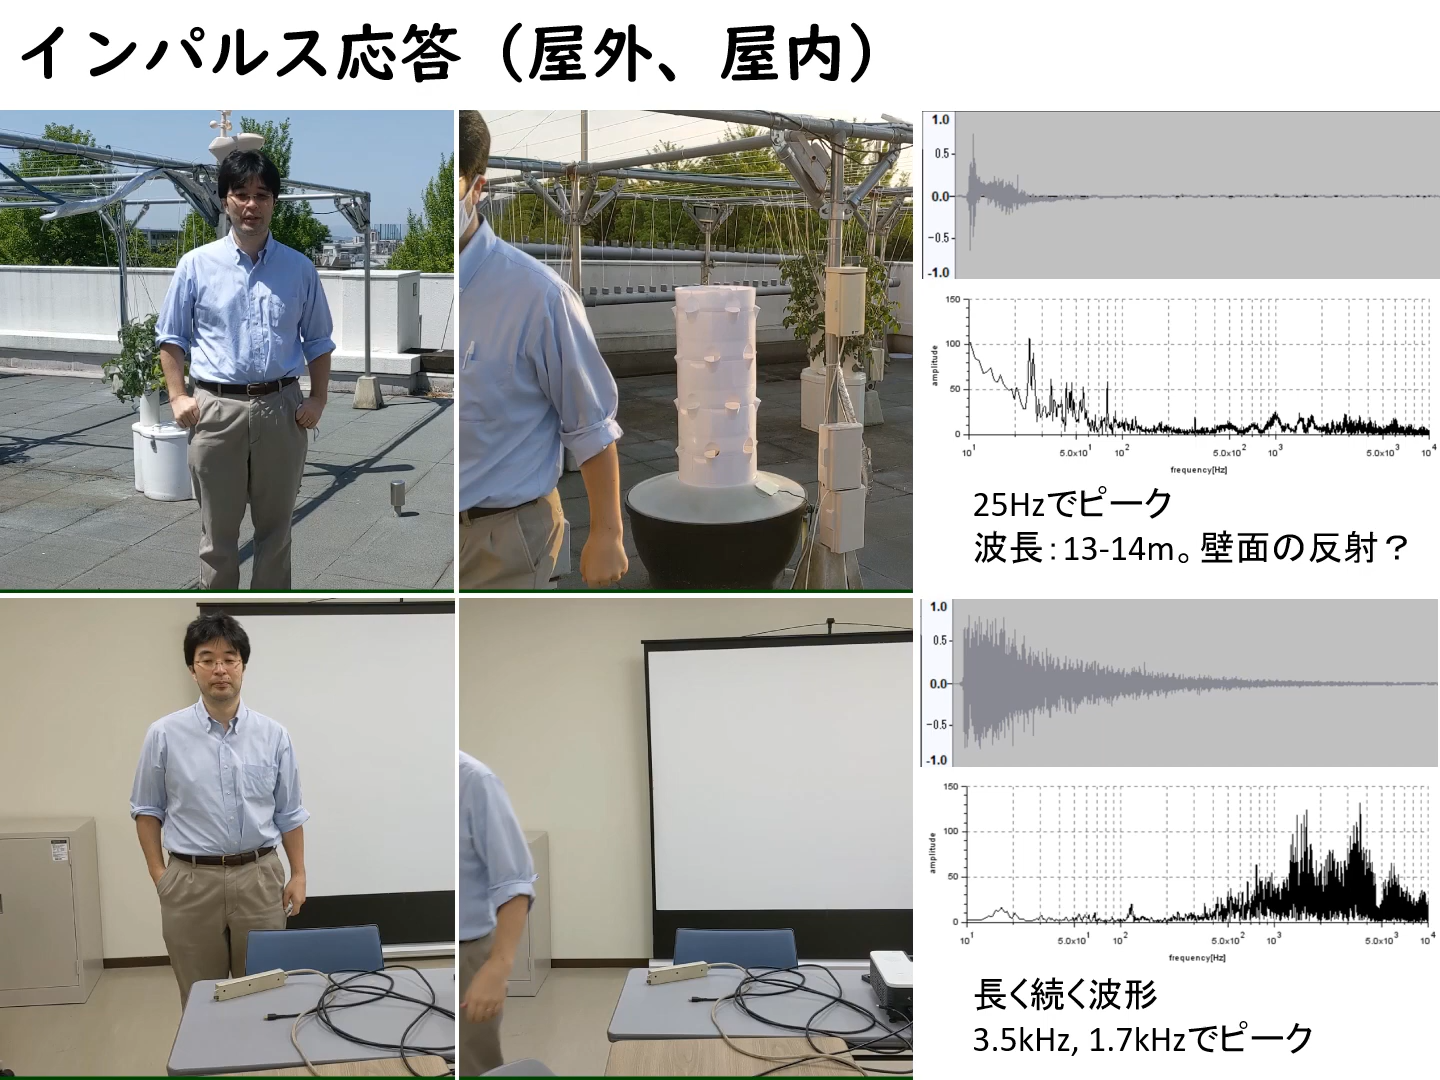 インパルス応答（屋外、屋内）
1.0
0.5
0.0
-0.5
-1.0
150
100
50
0
amplitude
10¹ 5.0x10¹ 10² 5.0x10² 10³ 5.0x10³ 10⁴
frequency[Hz]
25Hzでピーク
波長：13-14m。壁面の反射？
1.0
0.5
0.0
-0.5
-1.0
150
100
50
0
amplitude
10¹ 5.0x10¹ 10² 5.0x10² 10³ 5.0x10³ 10⁴
frequency[Hz]
長く続く波形
3.5kHz, 1.7kHzでピーク